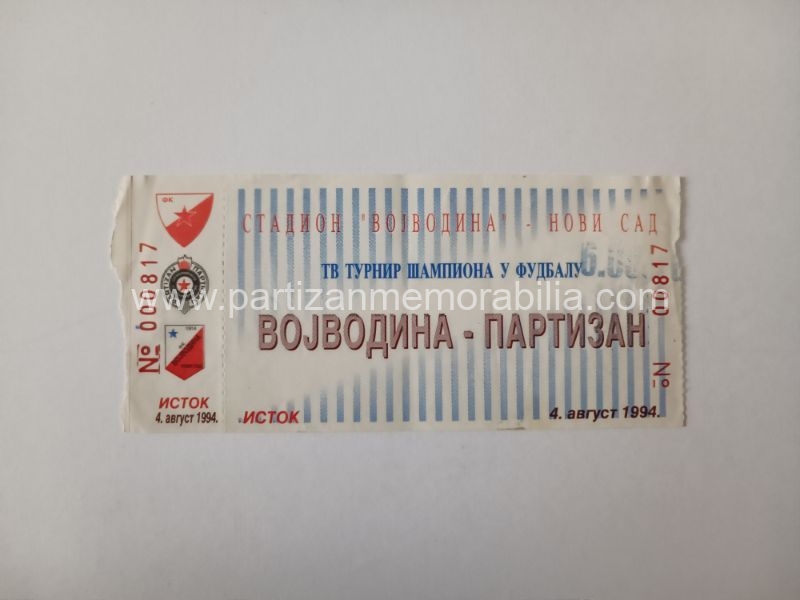 ФК
№ 000817
1914
ИСТОК
4. август 1994.
СТАДИОН "ВОЈВОДИНА" - НОВИ САД
ТВ ТУРНИР ШАМПИОНА У ФУДБАЛУ
www.partizanmemorabilia.com
ВОЈВОДИНА - ПАРТИЗАН
ИСТОК
4. август 1994.
№